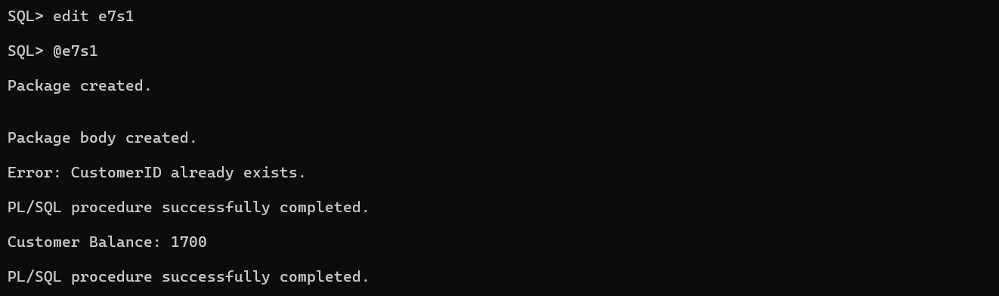 SQL> edit e7s1
SQL> @e7s1
Package created.
Package body created.
Error: CustomerID already exists.
PL/SQL procedure successfully completed.
Customer Balance: 1700
PL/SQL procedure successfully completed.